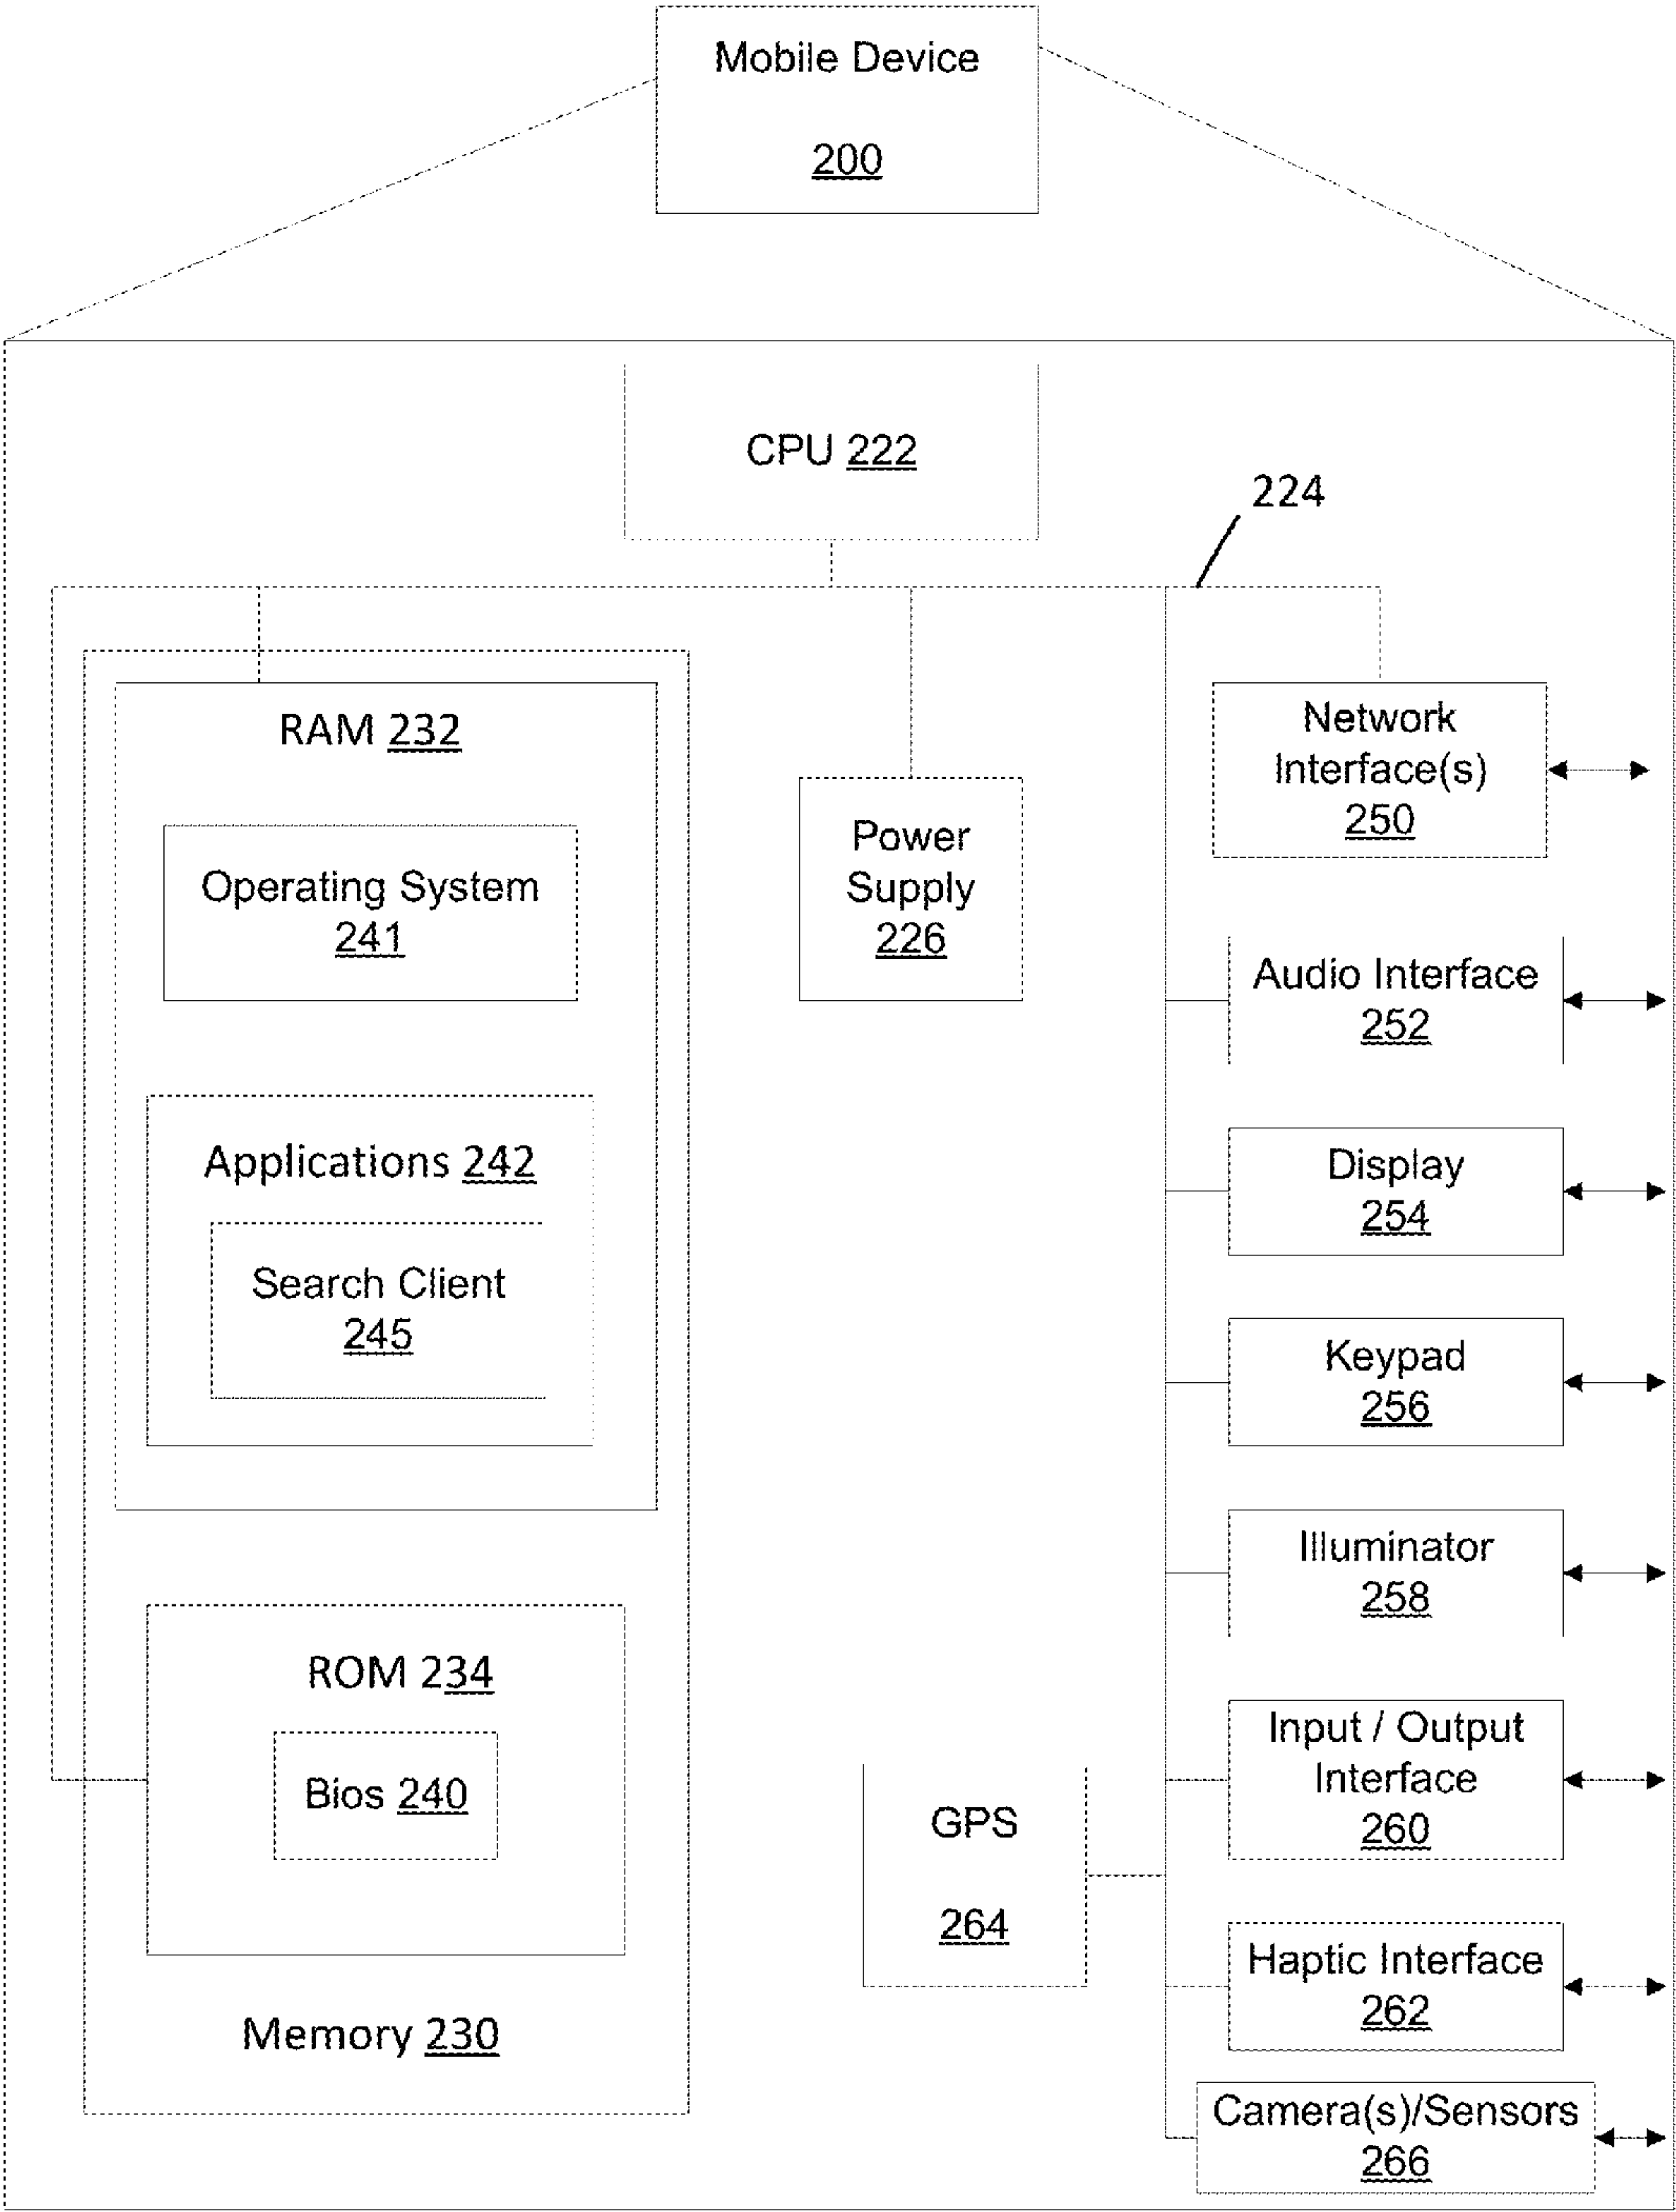 Mobile Device
200
CPU 222
224
RAM 232
Operating System
241
Applications 242
Search Client
245
ROM 234
Bios 240
Memory 230
Power
Supply
226
GPS
264
Network
Interface(s)
250
Audio Interface
252
Display
254
Keypad
256
Illuminator
258
Input / Output
Interface
260
Haptic Interface
262
Camera(s)/Sensors
266